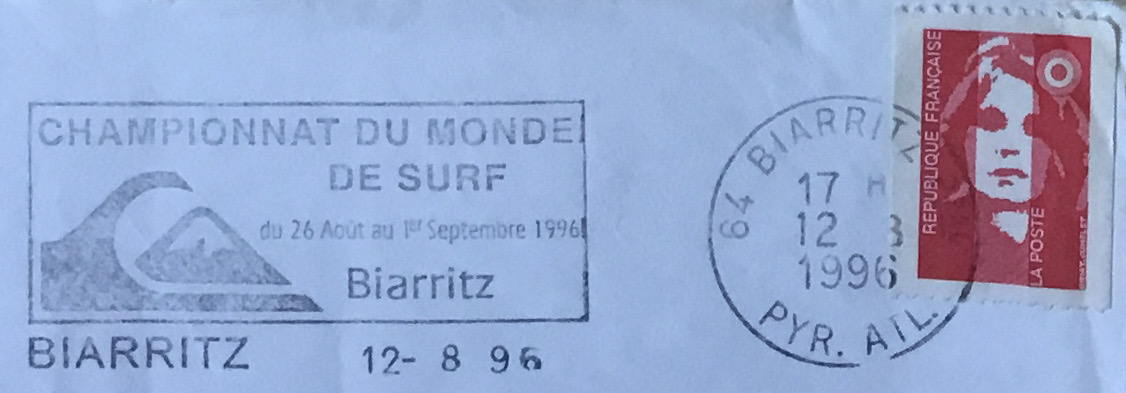 CHAMPIONNAT DU MONDE
DE SURF
du 26 Août au 1er Septembre 1996
Biarritz
BIARRITZ 12- 8 96
64 BIARRITZ
17 H
12 8
1996
PYR. ATL.
REPUBLIQUE FRANÇAISE
LA POSTE